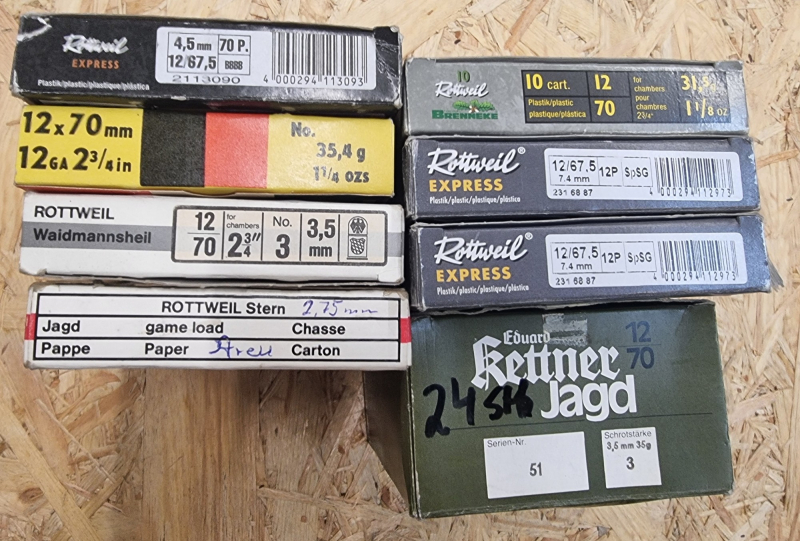 Rottweil
EXPRESS
Plastik/plastic/plastique/plástica
4,5 mm 70 P.
12/67,5 BBBB
2113090
4 000294 113093
12 x 70 mm
12 GA 2 3/4 in
No.
35,4 g
1 1/4 ozs
ROTTWEIL
Waidmannsheil
12
70
for
chambers
2 3/4"
No.
3
3,5
mm
ROTTWEIL Stern 2,75 mm
Jagd game load Chasse
Pappe Paper Carton
10
Rottweil
BRENNEKE
10 cart.
Plastik/plastic
plastique/plástica
12
70
for
chambers
pour
chambres
2 3/4"
1 1/8 oz
Rottweil®
EXPRESS
Plastik/plastic/plastique/plástica
12/67,5 12P SpSG
7.4 mm
231 68 87
4 000294 112973
Rottweil®
EXPRESS
Plastik/plastic/plastique/plástica
12/67,5 12P SpSG
7.4 mm
231 68 87
4 000294 112973
Eduard
Kettner
Jagd
12
70
24 Stk
Serien-Nr.
51
Schrotstärke
3,5 mm 35g
3